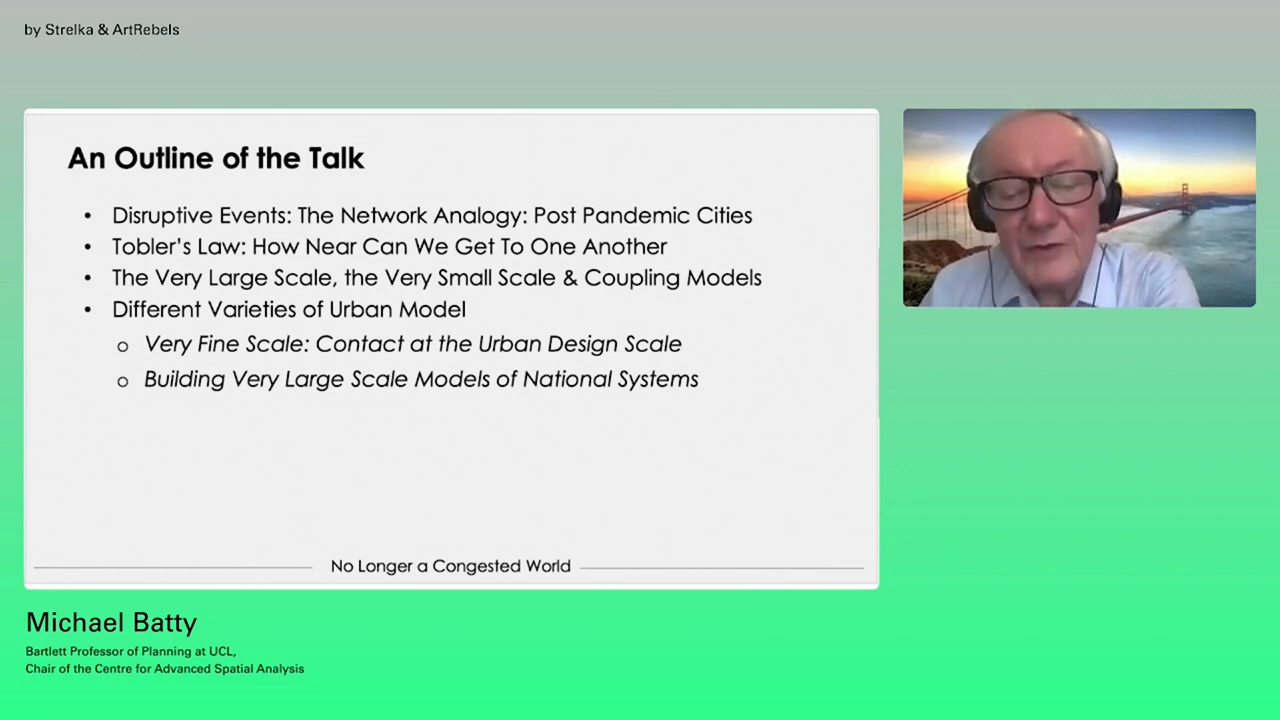 by Strelka & ArtRebels
An Outline of the Talk
• Disruptive Events: The Network Analogy: Post Pandemic Cities
• Tobler's Law: How Near Can We Get To One Another
• The Very Large Scale, the Very Small Scale & Coupling Models
• Different Varieties of Urban Model
o Very Fine Scale: Contact at the Urban Design Scale
o Building Very Large Scale Models of National Systems
No Longer a Congested World
Michael Batty
Bartlett Professor of Planning at UCL,
Chair of the Centre for Advanced Spatial Analysis